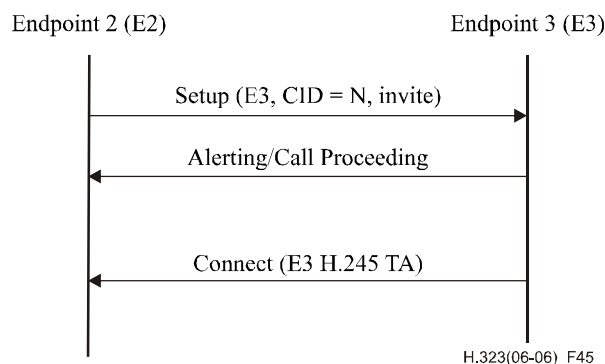 Endpoint 2 (E2)
Endpoint 3 (E3)
Setup (E3, CID = N, invite)
Alerting/Call Proceeding
Connect (E3 H.245 TA)
H.323(06-06)_F45